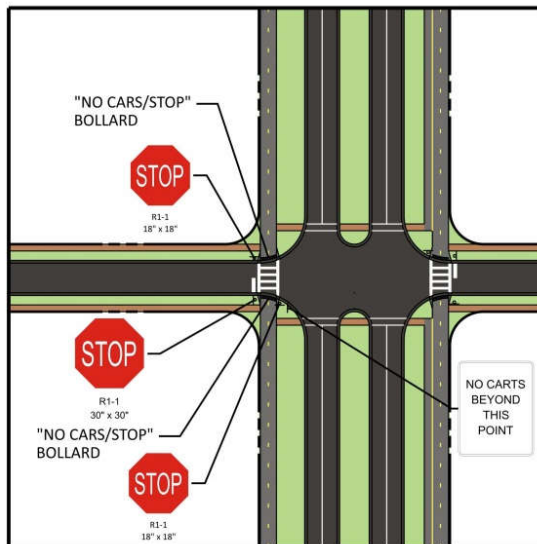 "NO CARS/STOP"
BOLLARD
STOP
R1-1
18" x 18"
STOP
R1-1
30" x 30"
NO CARTS
BEYOND
THIS
POINT
"NO CARS/STOP"
BOLLARD
STOP
R1-1
18" x 18"